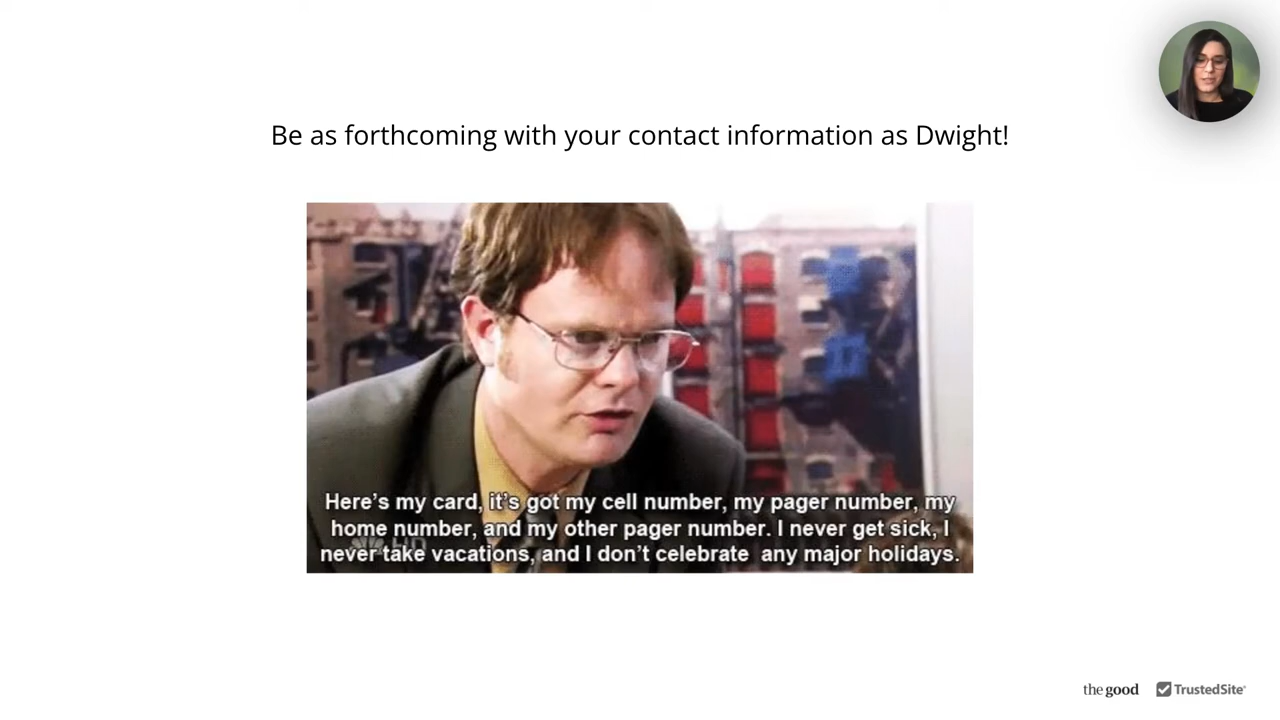 Be as forthcoming with your contact information as Dwight!
Here's my card, it's got my cell number, my pager number, my
home number, and my other pager number. I never get sick, I
never take vacations, and I don't celebrate any major holidays.
the good TrustedSite